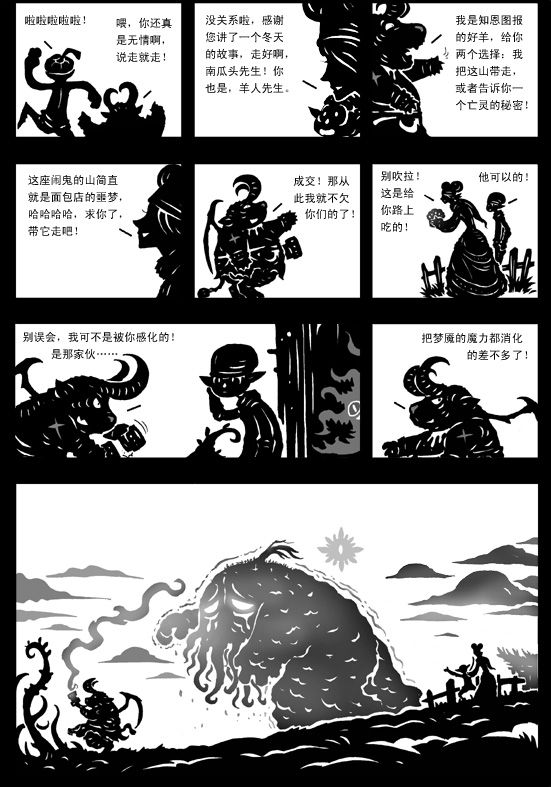 啦啦啦啦啦！
喂，你还真
是无情啊，
说走就走！
没关系啦，感谢
您讲了一个冬天
的故事，走好啊，
南瓜头先生！你
也是，羊人先生。
我是知恩图报
的好羊，给你
两个选择：我
把这山带走，
或者告诉你一
个亡灵的秘密！
这座闹鬼的山简直
就是面包店的噩梦，
哈哈哈哈，求你了，
带它走吧！
成交！那从
此我就不欠
你们的了！
别吹拉！
这是给
你路上
吃的！
他可以的！
别误会，我可不是被你感化的！
是那家伙……
把梦魇的魔力都消化
的差不多了！